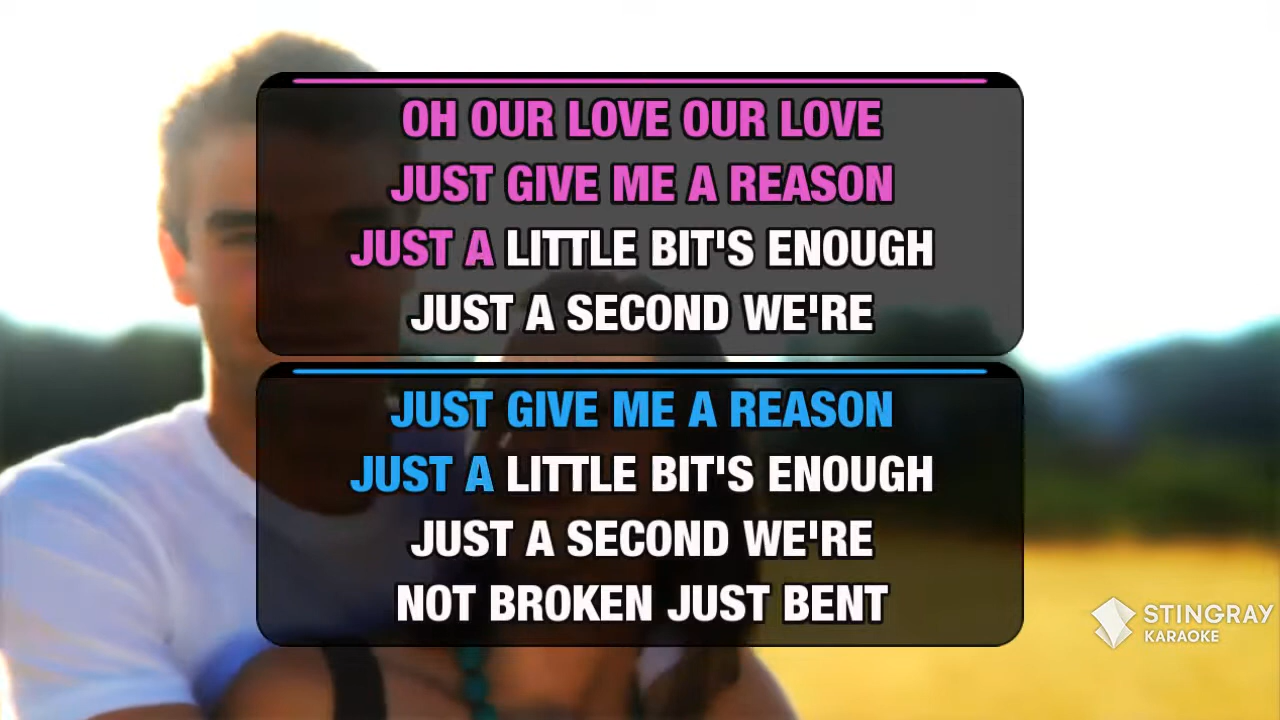 OH OUR LOVE OUR LOVE
JUST GIVE ME A REASON
JUST A LITTLE BIT'S ENOUGH
JUST A SECOND WE'RE
JUST GIVE ME A REASON
JUST A LITTLE BIT'S ENOUGH
JUST A SECOND WE'RE
NOT BROKEN JUST BENT
STINGRAY
KARAOKE